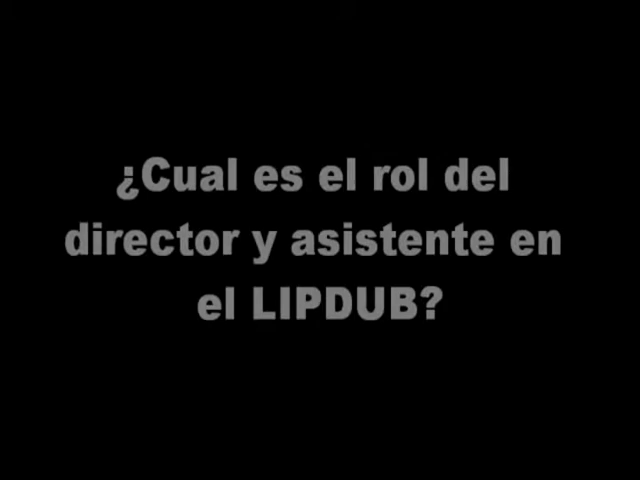 ¿Cual es el rol del
director y asistente en
el LIPDUB?